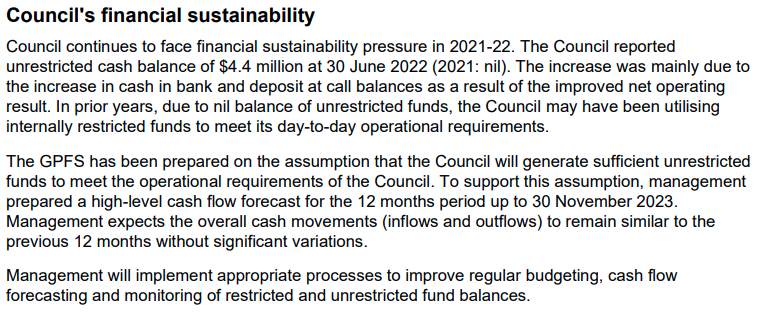 Council's financial sustainability
Council continues to face financial sustainability pressure in 2021-22. The Council reported
unrestricted cash balance of $4.4 million at 30 June 2022 (2021: nil). The increase was mainly due to
the increase in cash in bank and deposit at call balances as a result of the improved net operating
result. In prior years, due to nil balance of unrestricted funds, the Council may have been utilising
internally restricted funds to meet its day-to-day operational requirements.
The GPFS has been prepared on the assumption that the Council will generate sufficient unrestricted
funds to meet the operational requirements of the Council. To support this assumption, management
prepared a high-level cash flow forecast for the 12 months period up to 30 November 2023.
Management expects the overall cash movements (inflows and outflows) to remain similar to the
previous 12 months without significant variations.
Management will implement appropriate processes to improve regular budgeting, cash flow
forecasting and monitoring of restricted and unrestricted fund balances.